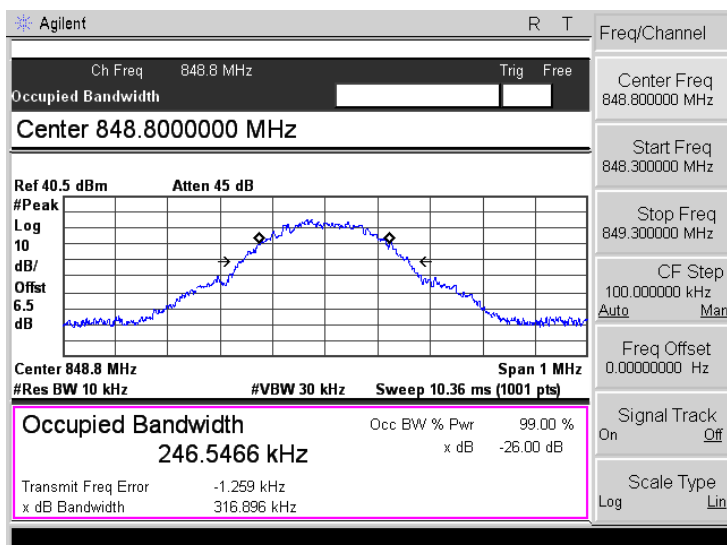 Agilent R T
Ch Freq 848.8 MHz Trig Free
Occupied Bandwidth
Center 848.8000000 MHz
Ref 40.5 dBm Atten 45 dB
#Peak
Log
10
dB/
Offst
6.5
dB
Center 848.8 MHz Span 1 MHz
#Res BW 10 kHz #VBW 30 kHz Sweep 10.36 ms (1001 pts)
Occupied Bandwidth Occ BW % Pwr 99.00 %
246.5466 kHz x dB -26.00 dB
Transmit Freq Error -1.259 kHz
x dB Bandwidth 316.896 kHz
Freq/Channel
Center Freq
848.800000 MHz
Start Freq
848.300000 MHz
Stop Freq
849.300000 MHz
CF Step
100.000000 kHz
Auto Man
Freq Offset
0.00000000 Hz
Signal Track
On Off
Scale Type
Log Lin